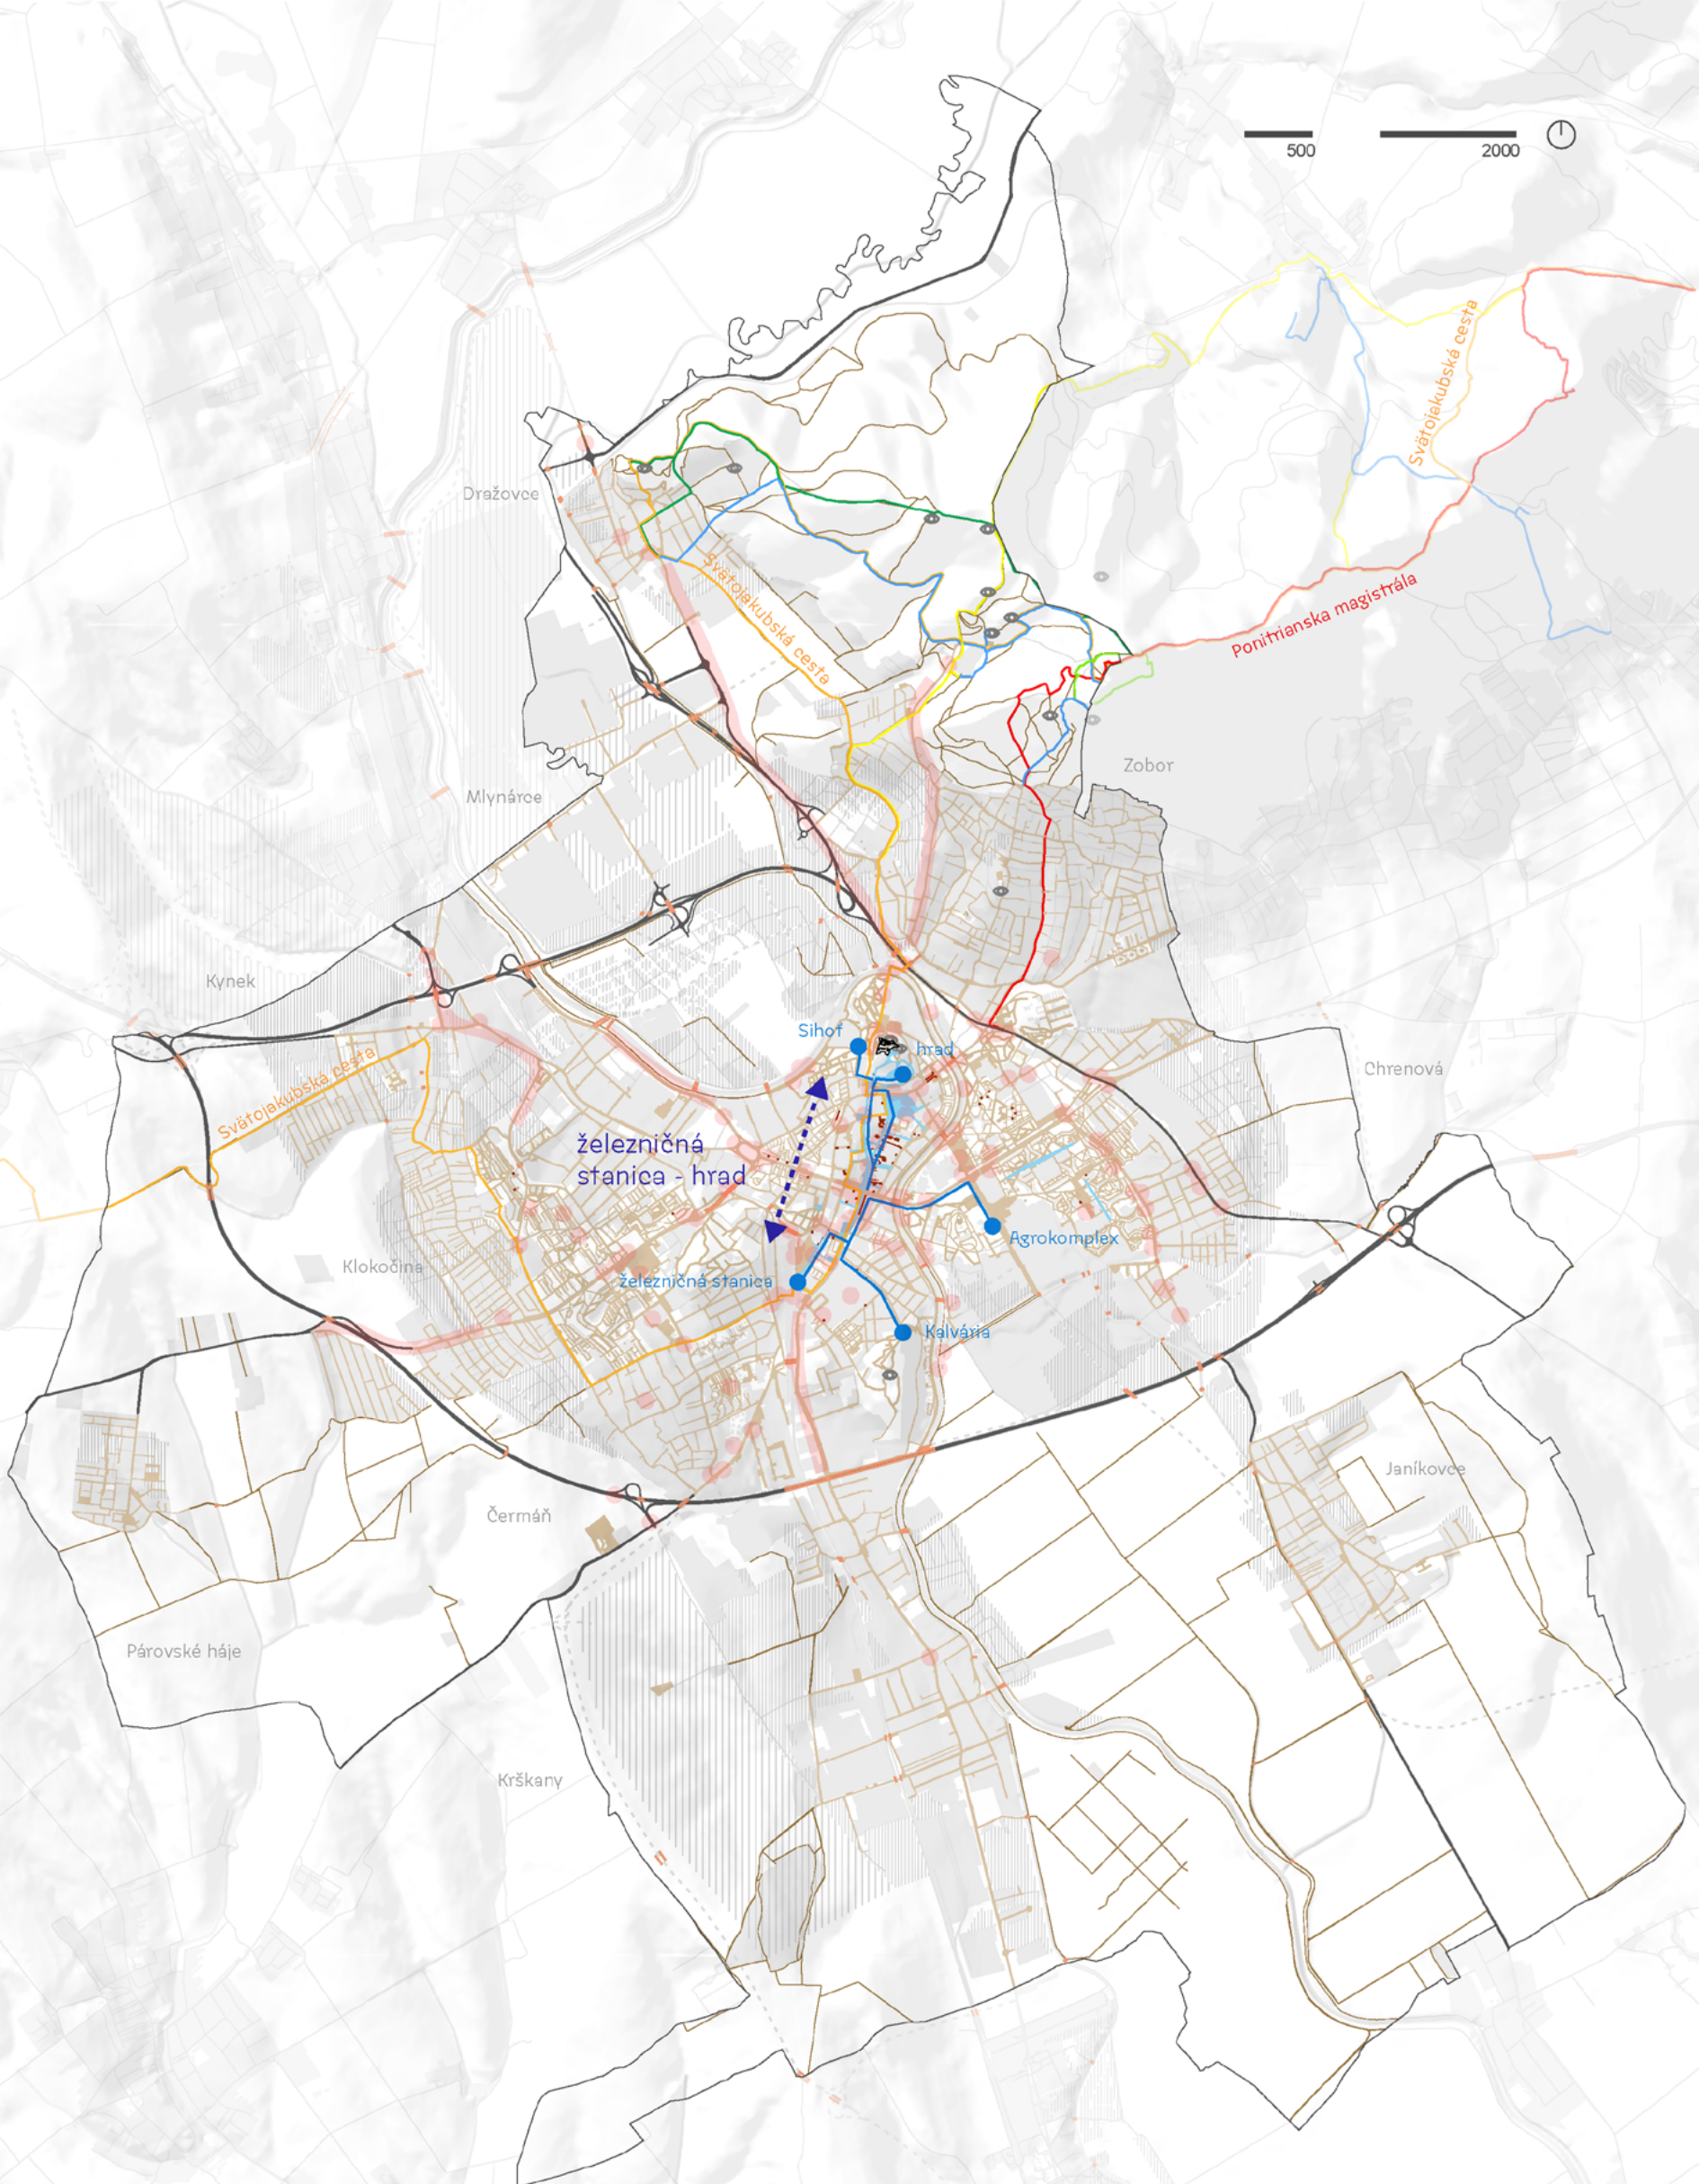 500
2000
Svätojakubská cesta
Dražovce
Svätojakubská cesta
Ponitrianska magistrála
Zobor
Mlynárce
Kynek
Sihoť
hrad
Chrenová
Svätojakubská cesta
železničná
stanica - hrad
Agrokomplex
Klokočina
železničná stanica
Kalvária
Janíkovce
Čermáň
Párovské háje
Krškany